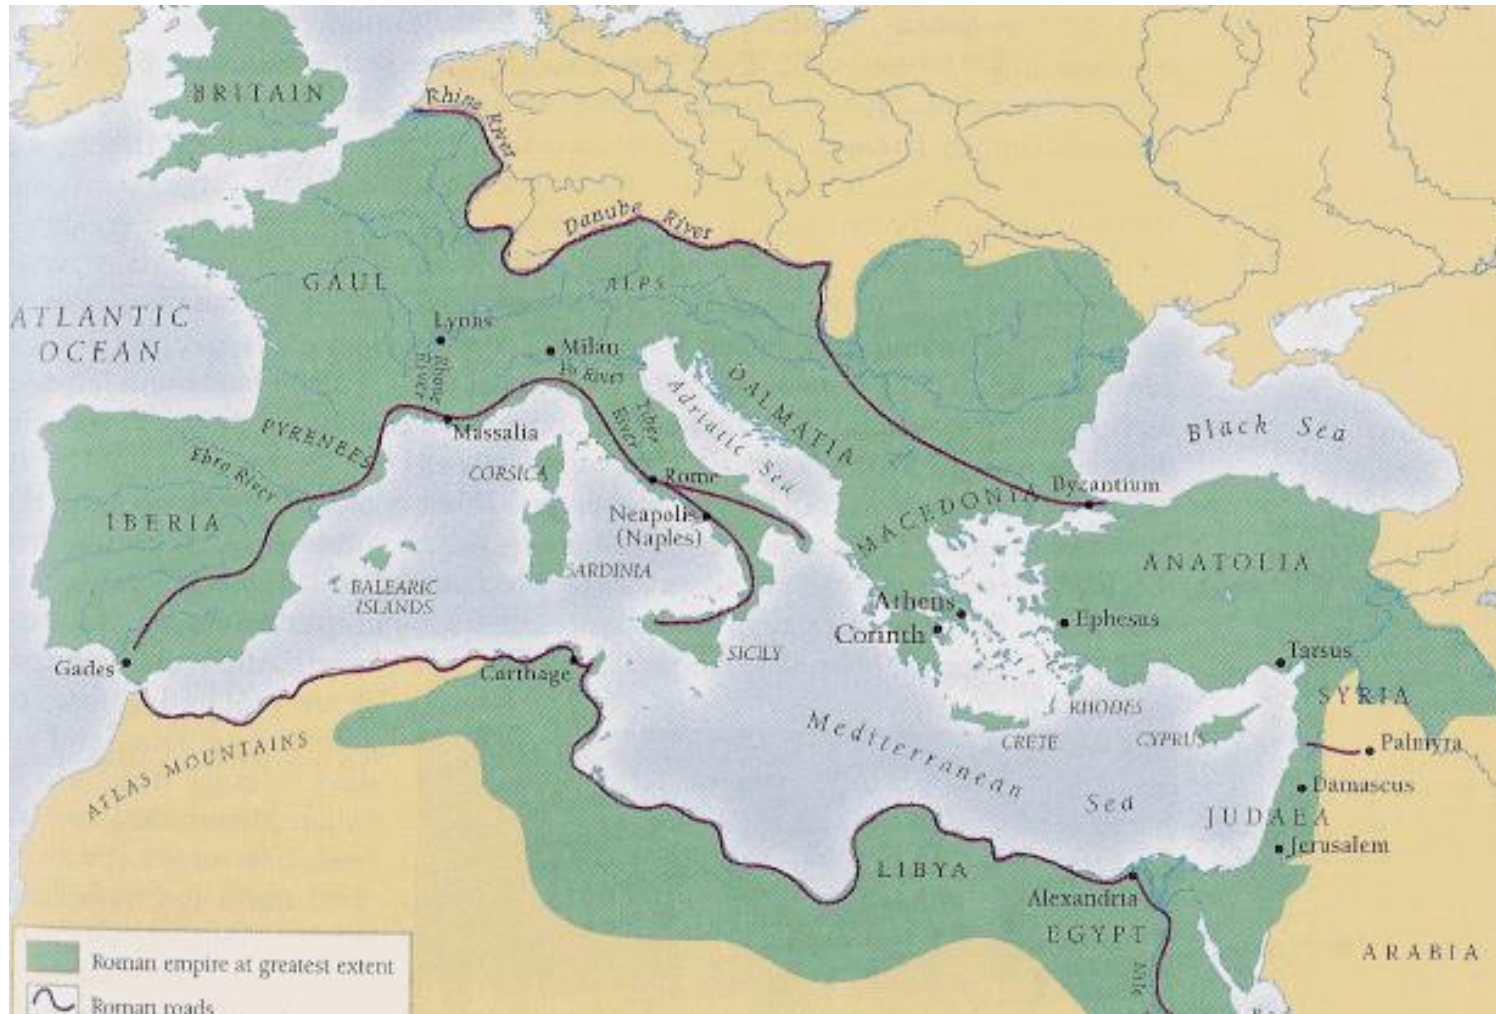 BRITAIN
Rhine River
Danube River
GAUL
ALPS
ATLANTIC
OCEAN
Lyons
Milan
Po River
Rhone
River
DALMATIA
Adriatic Sea
Tiber
River
Black Sea
PYRENEES
Massalia
Ebro River
CORSICA
Rome
Byzantium
MACEDONIA
Neapolis
(Naples)
IBERIA
ANATOLIA
SARDINIA
BALEARIC
ISLANDS
Athens
Corinth
Ephesus
Gades
Carthage
SICILY
Tarsus
SYRIA
RHODES
CRETE
CYPRUS
Mediterranean Sea
Palmyra
ATLAS MOUNTAINS
Damascus
JUDAEA
Jerusalem
LIBYA
Alexandria
EGYPT
Nile
ARABIA
Roman empire at greatest extent
Roman roads